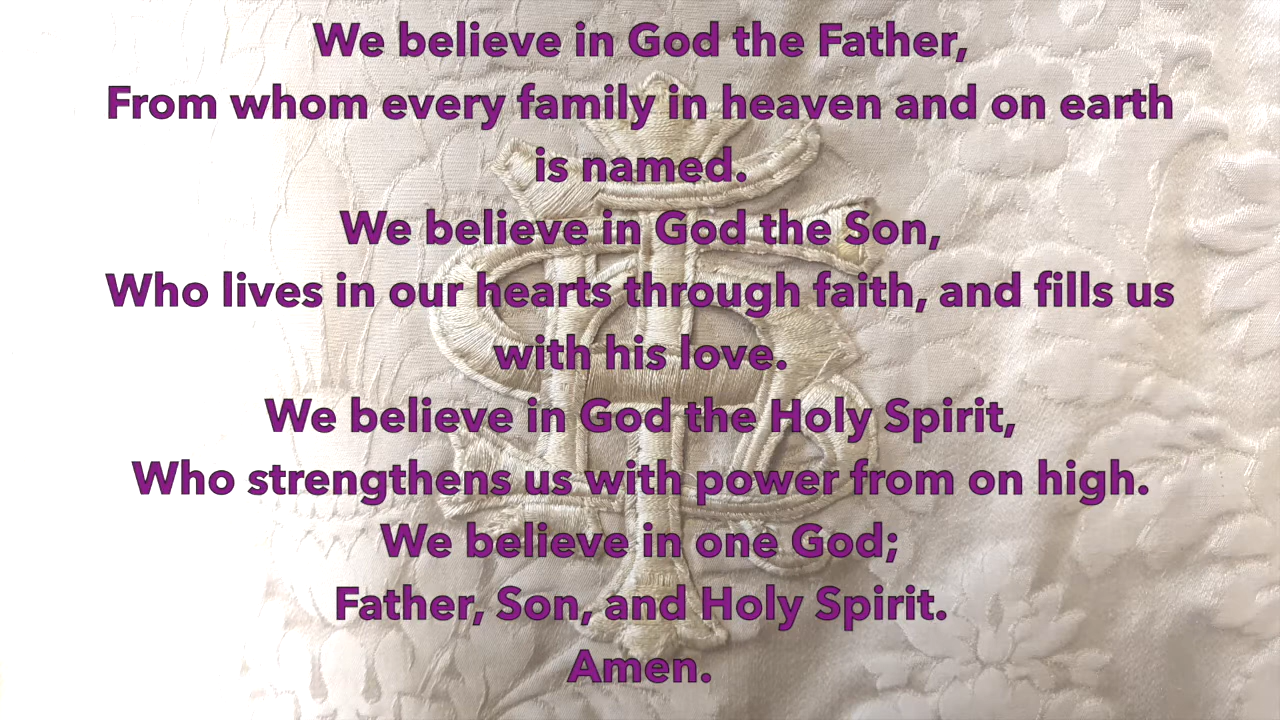 We believe in God the Father,
From whom every family in heaven and on earth
is named.
We believe in God the Son,
Who lives in our hearts through faith, and fills us
with his love.
We believe in God the Holy Spirit,
Who strengthens us with power from on high.
We believe in one God;
Father, Son, and Holy Spirit.
Amen.